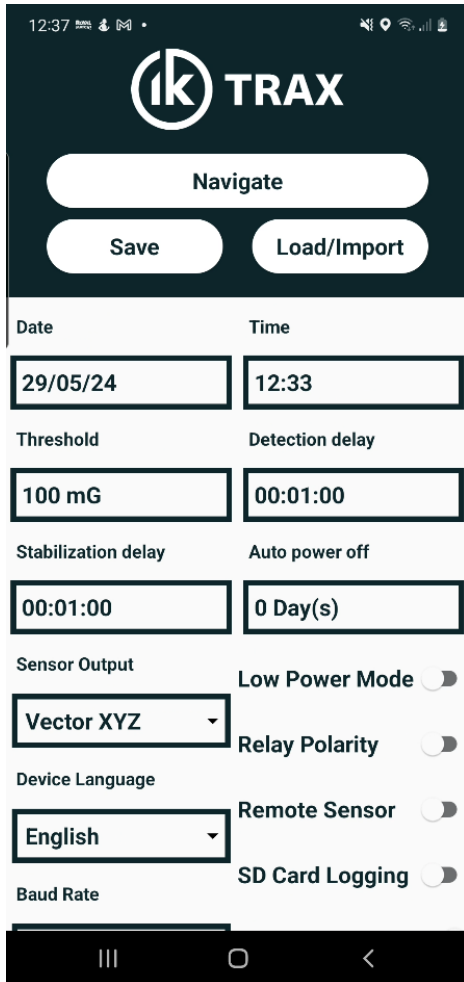 12:37
ik TRAX
Navigate
Save Load/Import
Date Time
29/05/24 12:33
Threshold Detection delay
100 mG 00:01:00
Stabilization delay Auto power off
00:01:00 0 Day(s)
Sensor Output
Low Power Mode
Vector XYZ
Relay Polarity
Device Language
Remote Sensor
English
SD Card Logging
Baud Rate